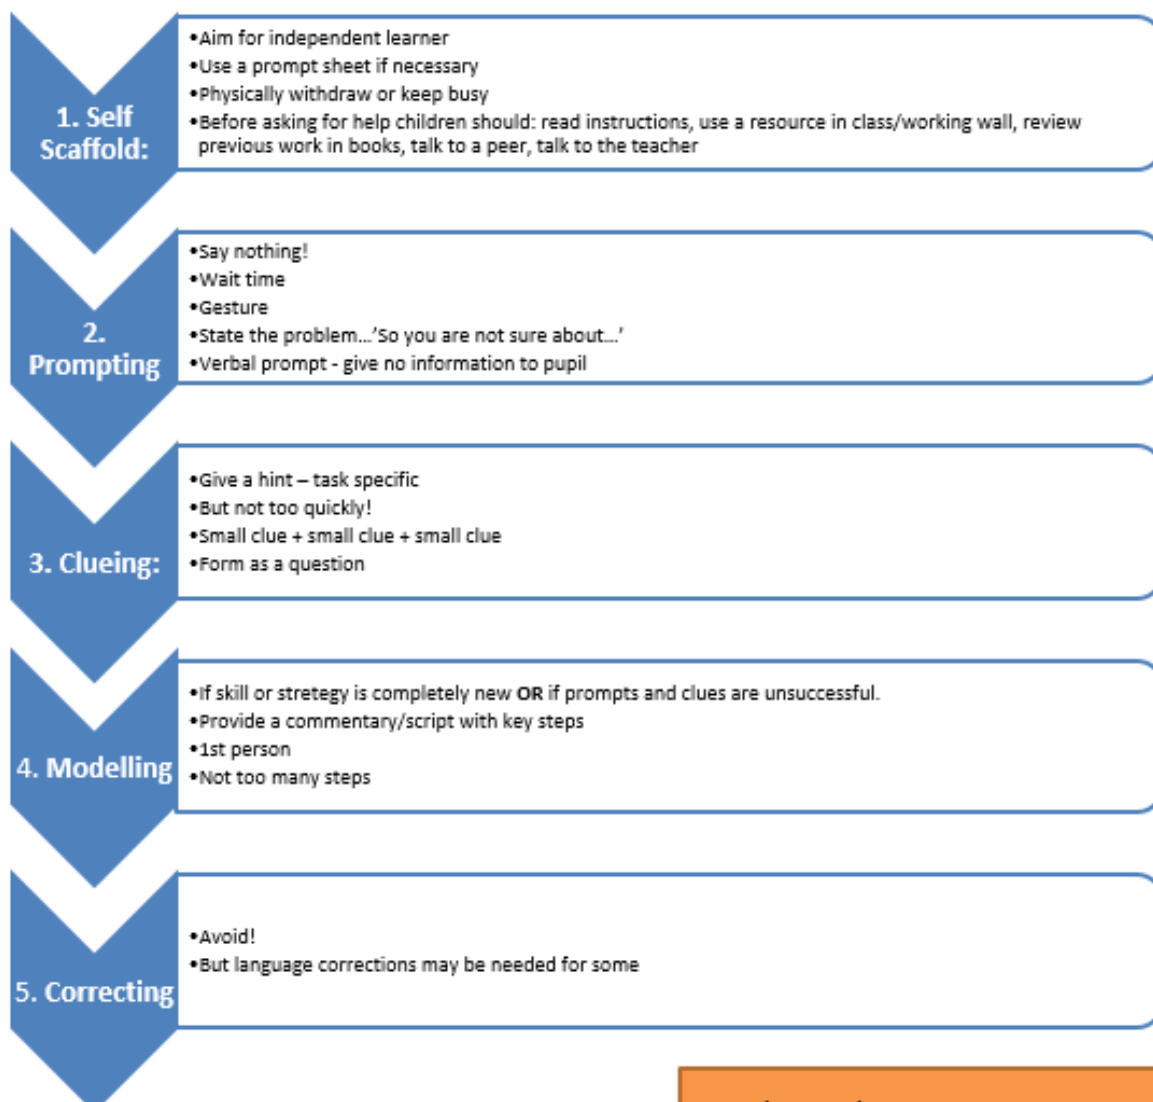 1. Self
Scaffold:
•Aim for independent learner
•Use a prompt sheet if necessary
•Physically withdraw or keep busy
•Before asking for help children should: read instructions, use a resource in class/working wall, review
previous work in books, talk to a peer, talk to the teacher
2.
Prompting
•Say nothing!
•Wait time
•Gesture
•State the problem...‘So you are not sure about...’
•Verbal prompt - give no information to pupil
3. Clueing:
•Give a hint – task specific
•But not too quickly!
•Small clue + small clue + small clue
•Form as a question
4. Modelling
•If skill or stretegy is completely new OR if prompts and clues are unsuccessful.
•Provide a commentary/script with key steps
•1st person
•Not too many steps
5. Correcting
•Avoid!
•But language corrections may be needed for some